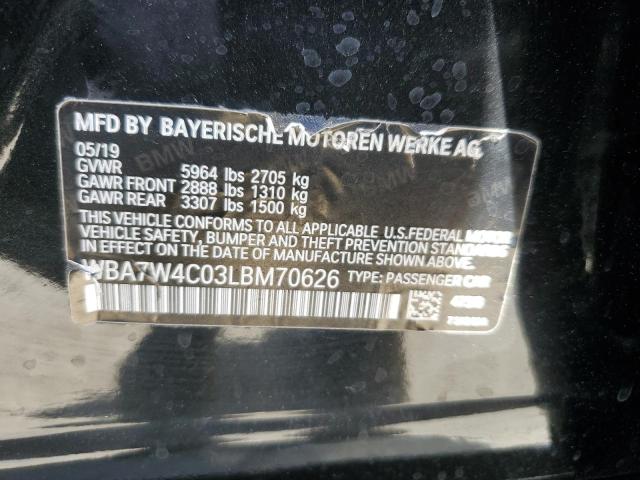 MFD BY BAYERISCHE MOTOREN WERKE AG
05/19
GVWR 5964 lbs 2705 kg
GAWR FRONT 2888 lbs 1310 kg
GAWR REAR 3307 lbs 1500 kg
THIS VEHICLE CONFORMS TO ALL APPLICABLE U.S.FEDERAL MOTOR
VEHICLE SAFETY, BUMPER AND THEFT PREVENTION STANDARDS
IN EFFECT ON THE DATE OF MANUFACTURE SHOWN ABOVE.
WBA7W4C03LBM70626 TYPE: PASSENGER CAR